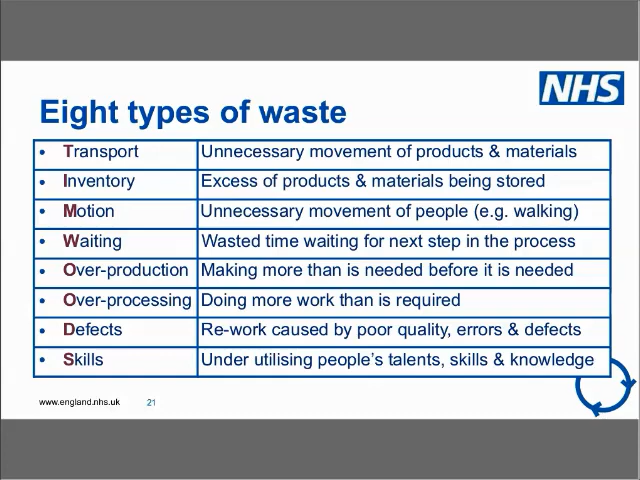 NHS
Eight types of waste
• Transport Unnecessary movement of products & materials
• Inventory Excess of products & materials being stored
• Motion Unnecessary movement of people (e.g. walking)
• Waiting Wasted time waiting for next step in the process
• Over-production Making more than is needed before it is needed
• Over-processing Doing more work than is required
• Defects Re-work caused by poor quality, errors & defects
• Skills Under utilising people's talents, skills & knowledge
www.england.nhs.uk 21